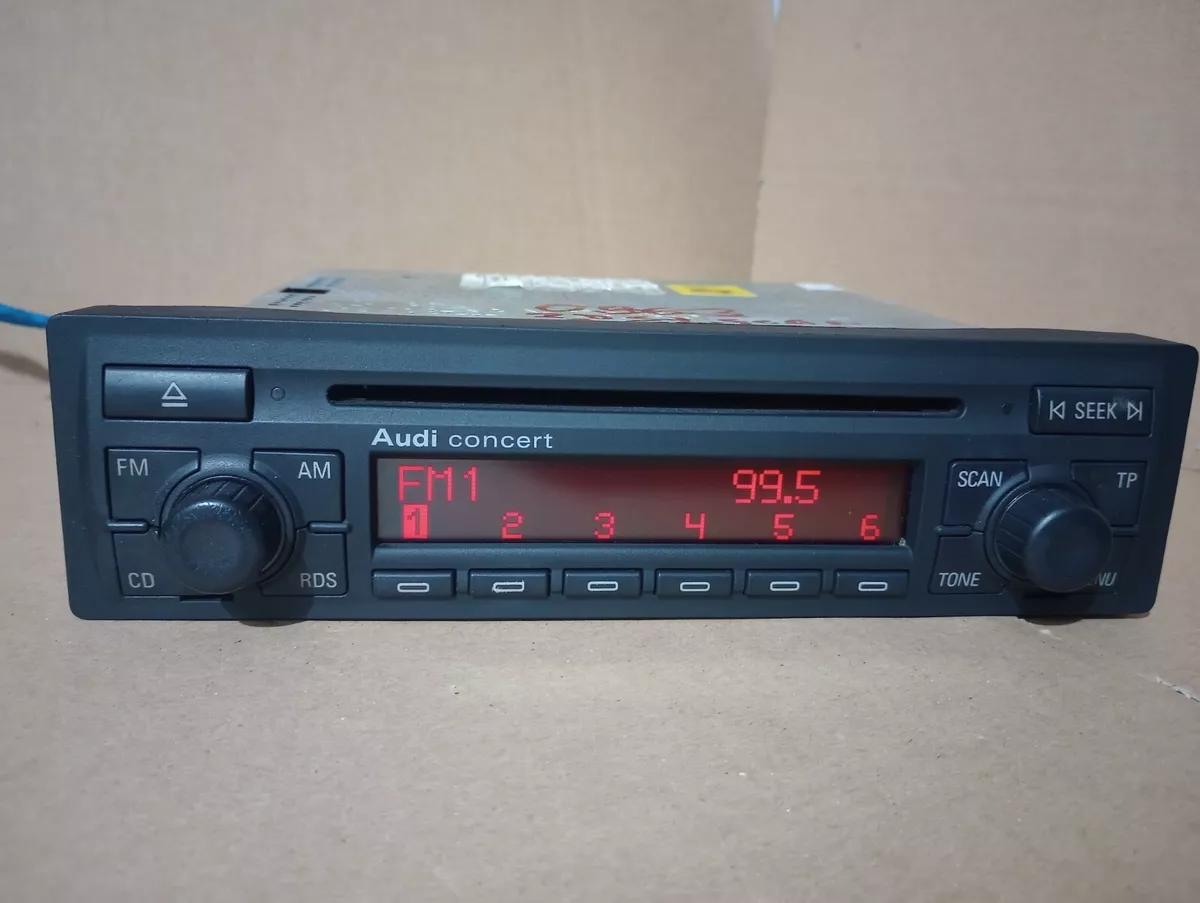 SEEK
Audi concert
FM
AM
FM1 99.5
SCAN
TP
1 2 3 4 5 6
CD
RDS
TONE